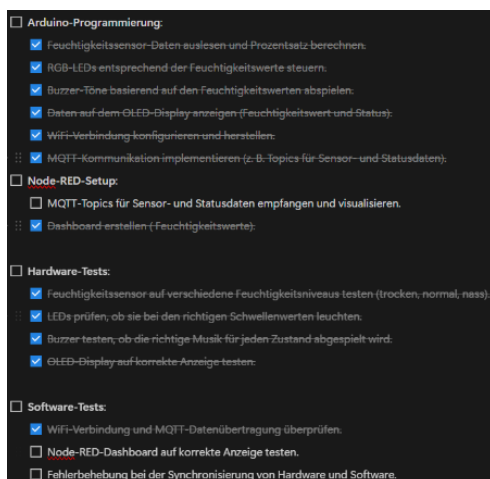 Arduino-Programmierung:
Feuchtigkeitssensor-Daten auslesen und Prozentsatz berechnen.
RGB-LEDs entsprechend der Feuchtigkeitswerte steuern.
Buzzer-Töne basierend auf den Feuchtigkeitswerten abspielen.
Daten auf dem OLED-Display anzeigen (Feuchtigkeitswert und Status).
WiFi-Verbindung konfigurieren und herstellen.
MQTT-Kommunikation implementieren (z. B. Topics für Sensor- und Statusdaten).
Node-RED-Setup:
MQTT-Topics für Sensor- und Statusdaten empfangen und visualisieren.
Dashboard erstellen ( Feuchtigkeitswerte).
Hardware-Tests:
Feuchtigkeitssensor auf verschiedene Feuchtigkeitsniveaus testen (trocken, normal, nass).
LEDs prüfen, ob sie bei den richtigen Schwellenwerten leuchten.
Buzzer testen, ob die richtige Musik für jeden Zustand abgespielt wird.
OLED-Display auf korrekte Anzeige testen.
Software-Tests:
WiFi-Verbindung und MQTT-Datenübertragung überprüfen.
Node-RED-Dashboard auf korrekte Anzeige testen.
Fehlerbehebung bei der Synchronisierung von Hardware und Software.